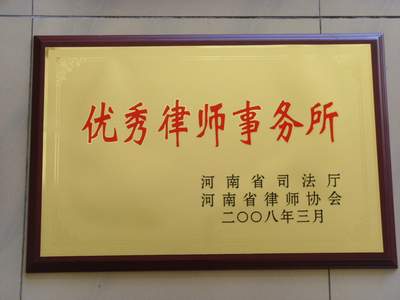 优秀律师事务所
河南省司法厅
河南省律师协会
二〇〇八年三月